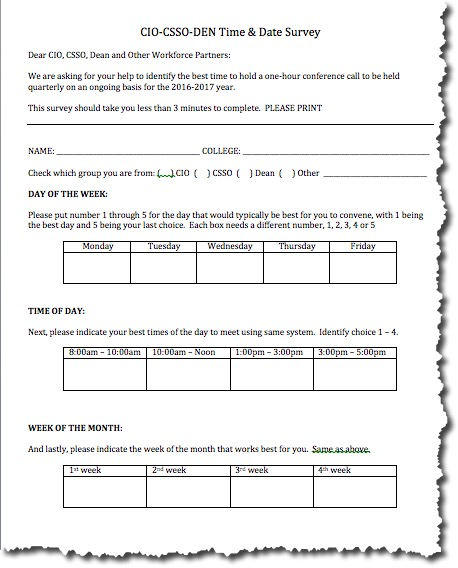 CIO-CSSO-DEN Time & Date Survey
Dear CIO, CSSO, Dean and Other Workforce Partners:
We are asking for your help to identify the best time to hold a one-hour conference call to be held
quarterly on an ongoing basis for the 2016-2017 year.
This survey should take you less than 3 minutes to complete.  PLEASE PRINT
NAME: ______________________________ COLLEGE: ______________________________
Check which group you are from: (__) CIO (  ) CSSO (  ) Dean (  ) Other ____________________
DAY OF THE WEEK:
Please put number 1 through 5 for the day that would typically be best for you to convene, with 1 being
the best day and 5 being your last choice.  Each box needs a different number, 1, 2, 3, 4 or 5
Monday Tuesday Wednesday Thursday Friday
TIME OF DAY:
Next, please indicate your best times of the day to meet using same system.  Identify choice 1 – 4.
8:00am – 10:00am 10:00am – Noon 1:00pm – 3:00pm 3:00pm – 5:00pm
WEEK OF THE MONTH:
And lastly, please indicate the week of the month that works best for you.  Same as above.
1st week 2nd week 3rd week 4th week